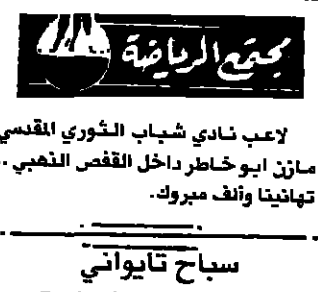 مجتمع الرياضة
لاعب نادي شباب الثوري المقدسي
مازن ابو خاطر داخل القفص الذهبي ..
تهانينا وألف مبروك.
سباح تايواني